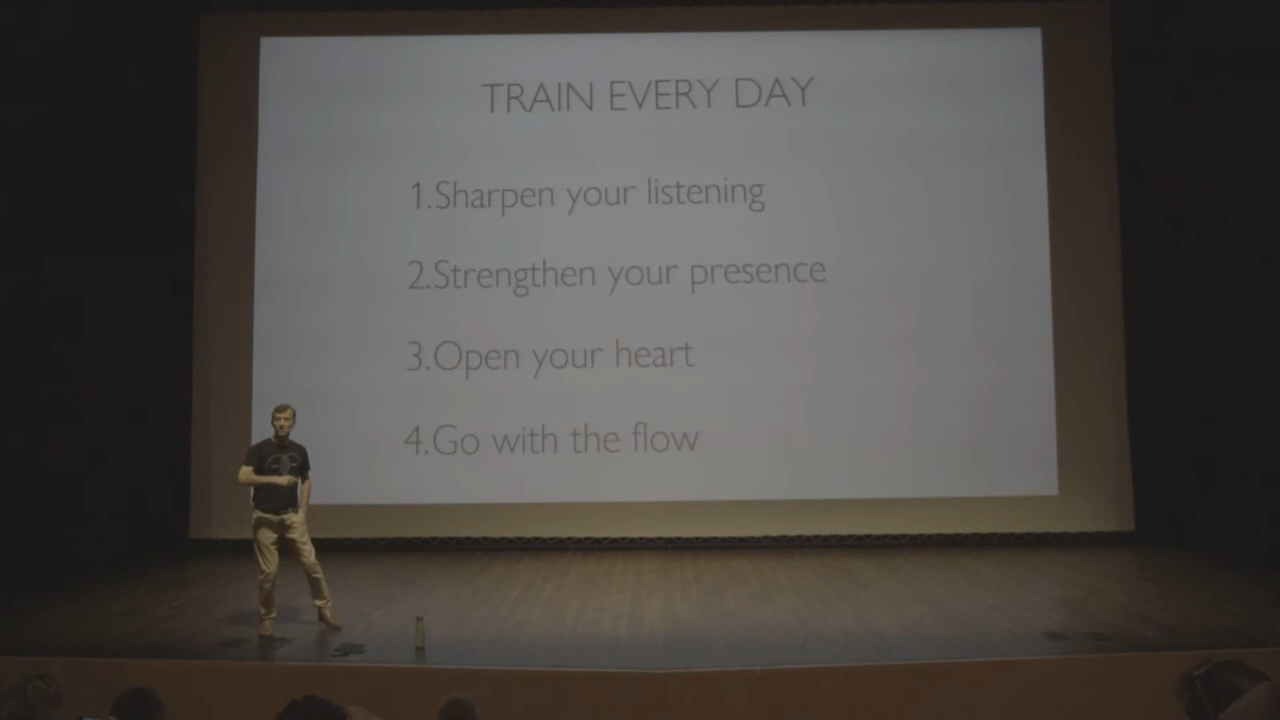 TRAIN EVERY DAY
1.Sharpen your listening
2.Strengthen your presence
3.Open your heart
4.Go with the flow